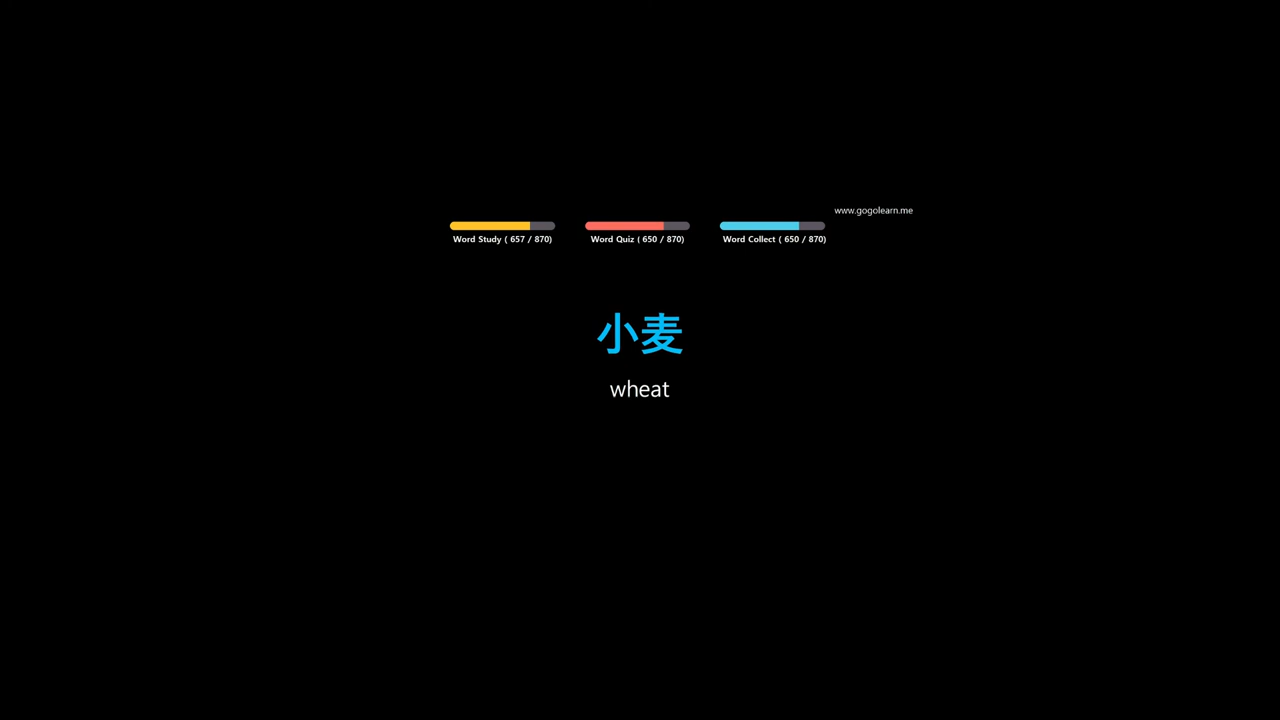 www.gogolearn.me
Word Study ( 657 / 870)
Word Quiz ( 650 / 870)
Word Collect ( 650 / 870)
小麦
wheat